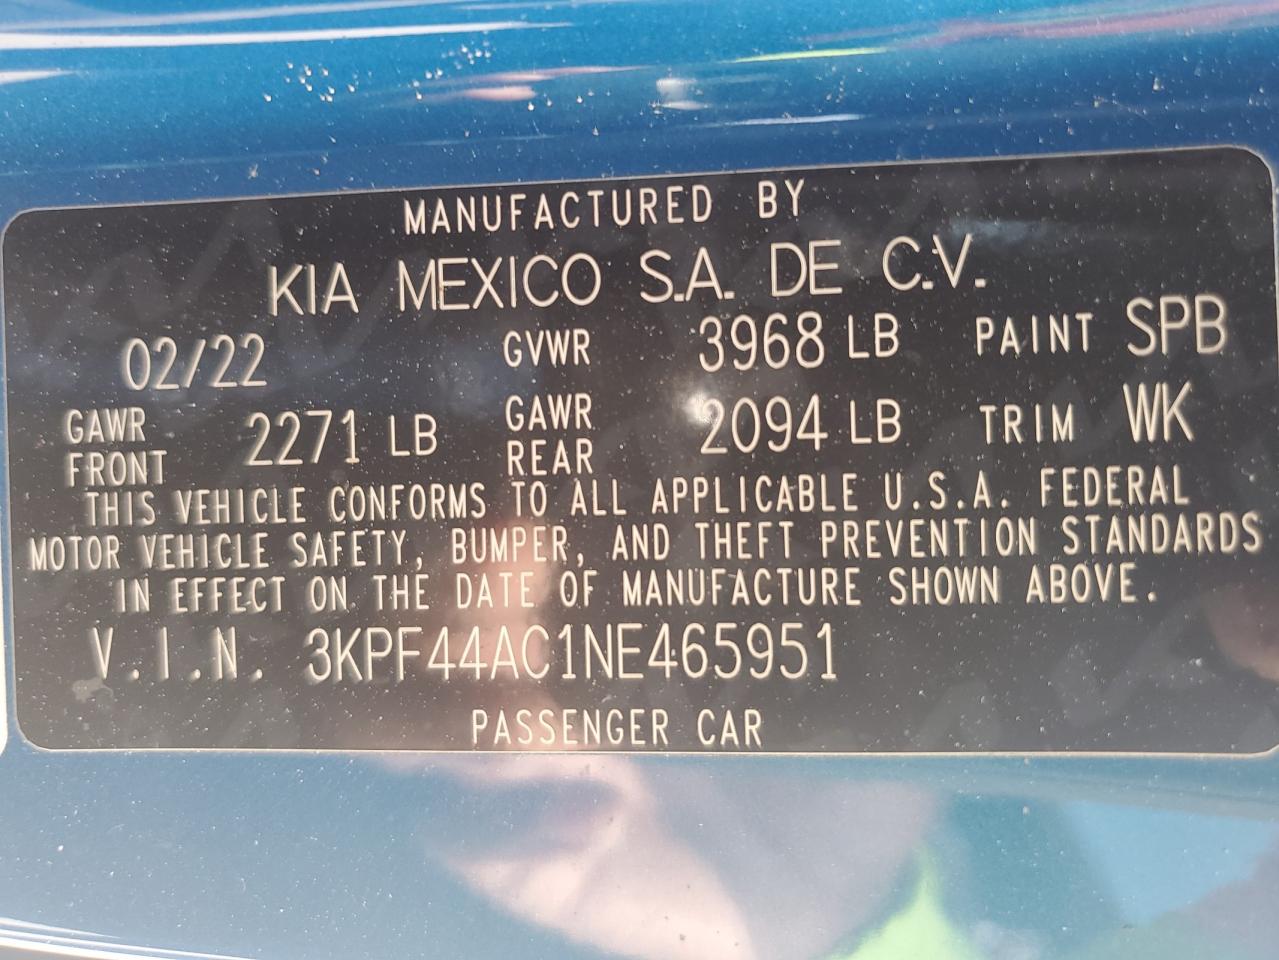 MANUFACTURED BY
KIA MEXICO S.A. DE C.V.
02/22 GVWR 3968 LB PAINT SPB
GAWR FRONT 2271 LB GAWR REAR 2094 LB TRIM WK
THIS VEHICLE CONFORMS TO ALL APPLICABLE U.S.A. FEDERAL
MOTOR VEHICLE SAFETY, BUMPER, AND THEFT PREVENTION STANDARDS
IN EFFECT ON THE DATE OF MANUFACTURE SHOWN ABOVE.
V.I.N. 3KPF44AC1NE465951
PASSENGER CAR